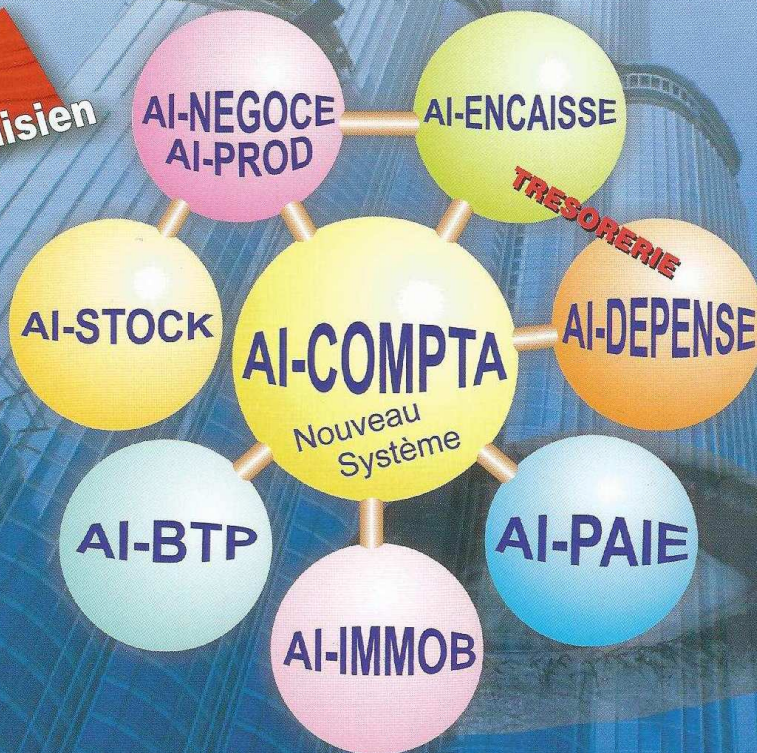 AI-NEGOCE
AI-PROD
AI-ENCAISSE
TRESORERIE
AI-STOCK
AI-COMPTA
Nouveau
Système
AI-DEPENSE
AI-BTP
AI-PAIE
AI-IMMOB